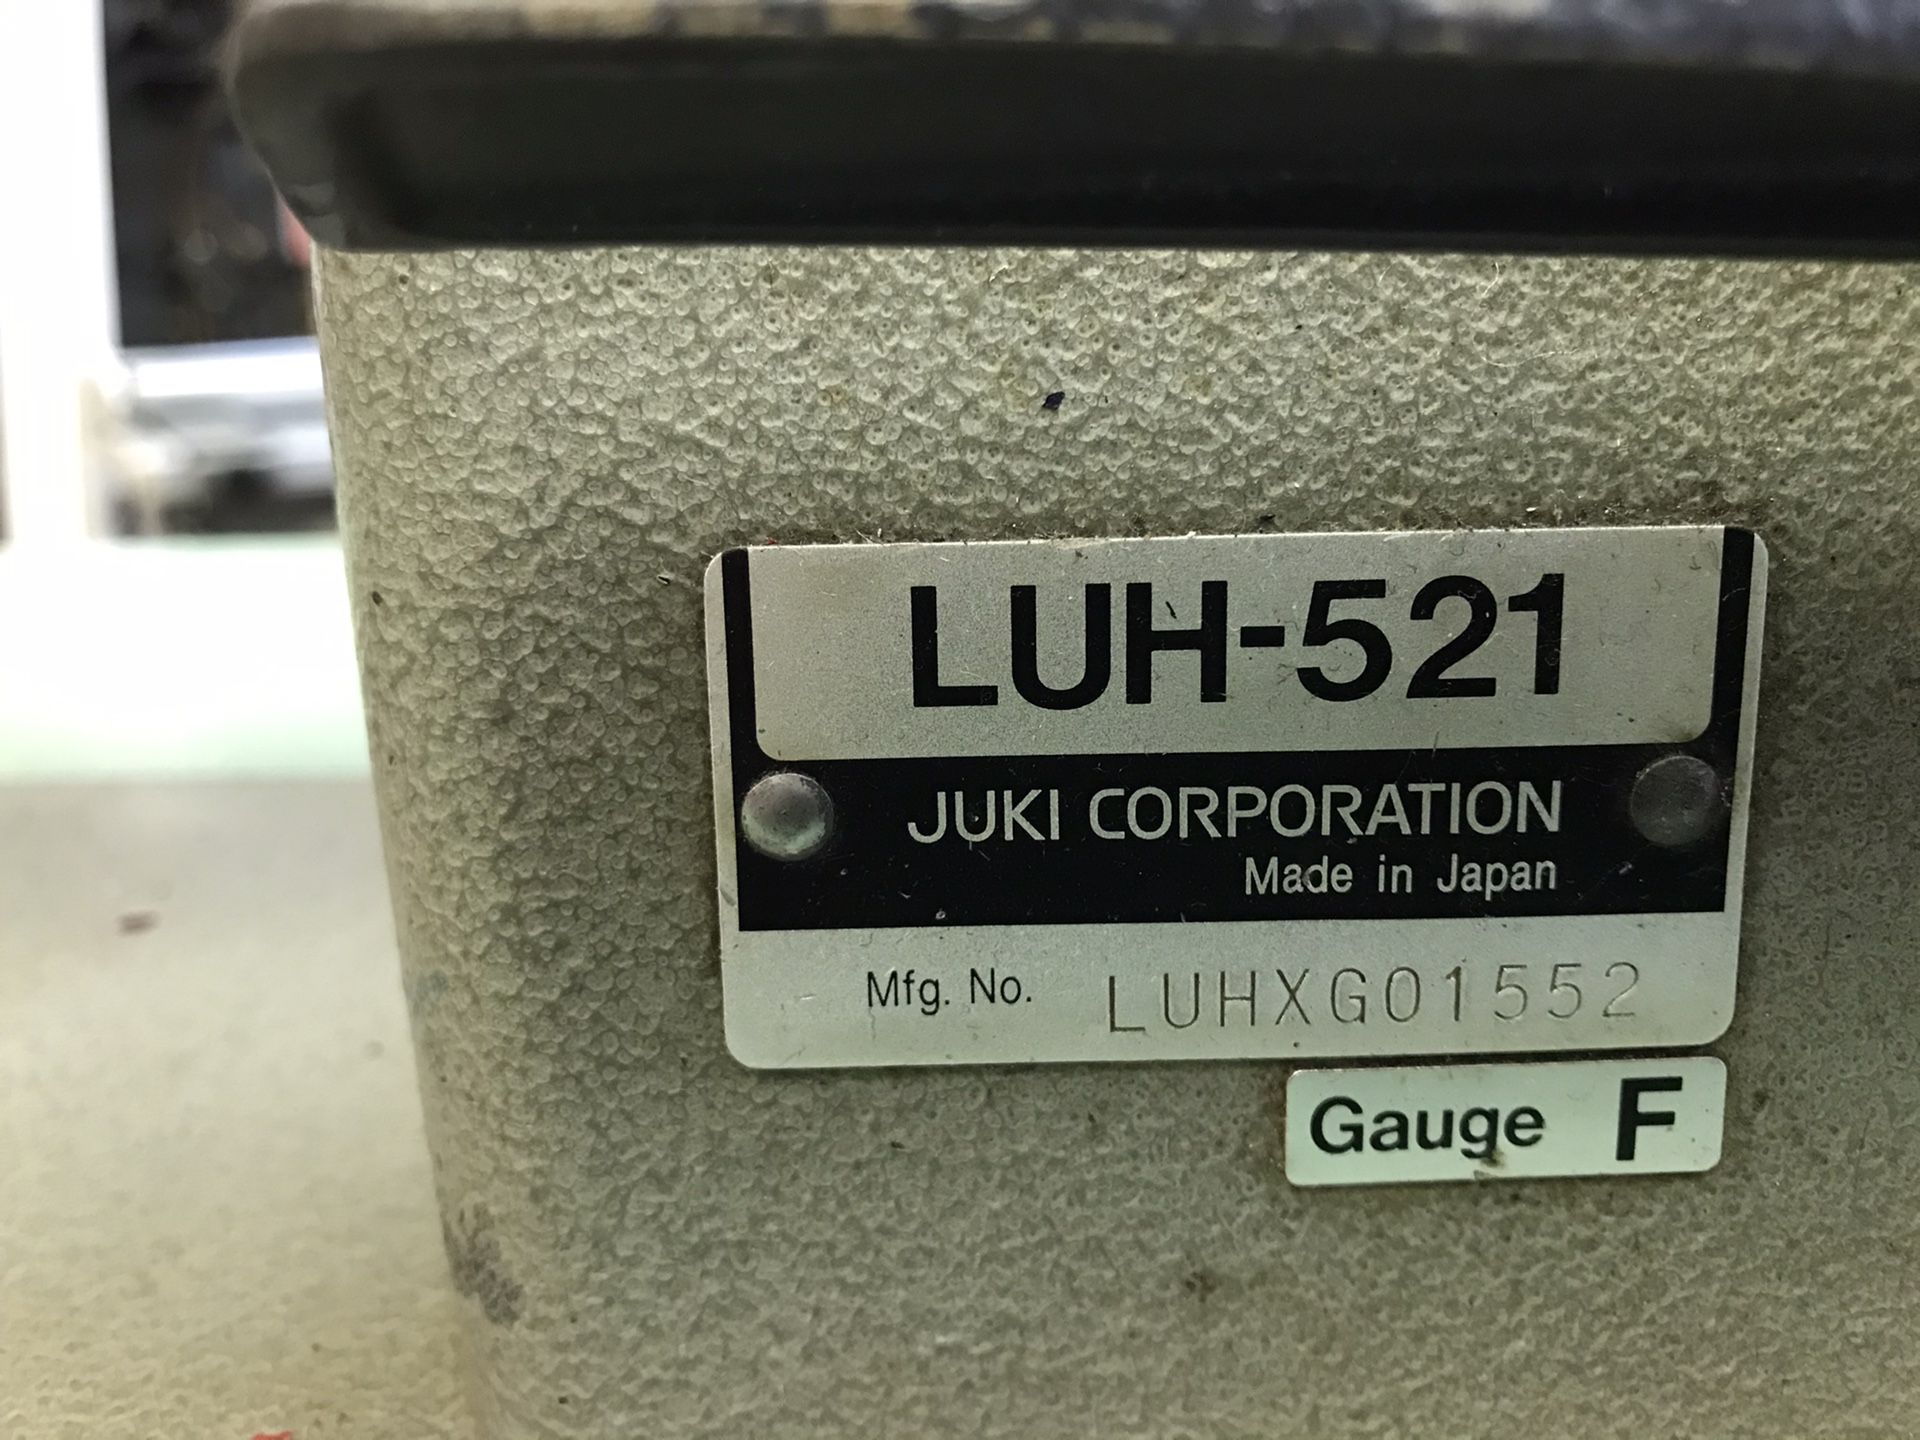 LUH-521
JUKI CORPORATION
Made in Japan
Mfg. No. LUHXG01552
Gauge F